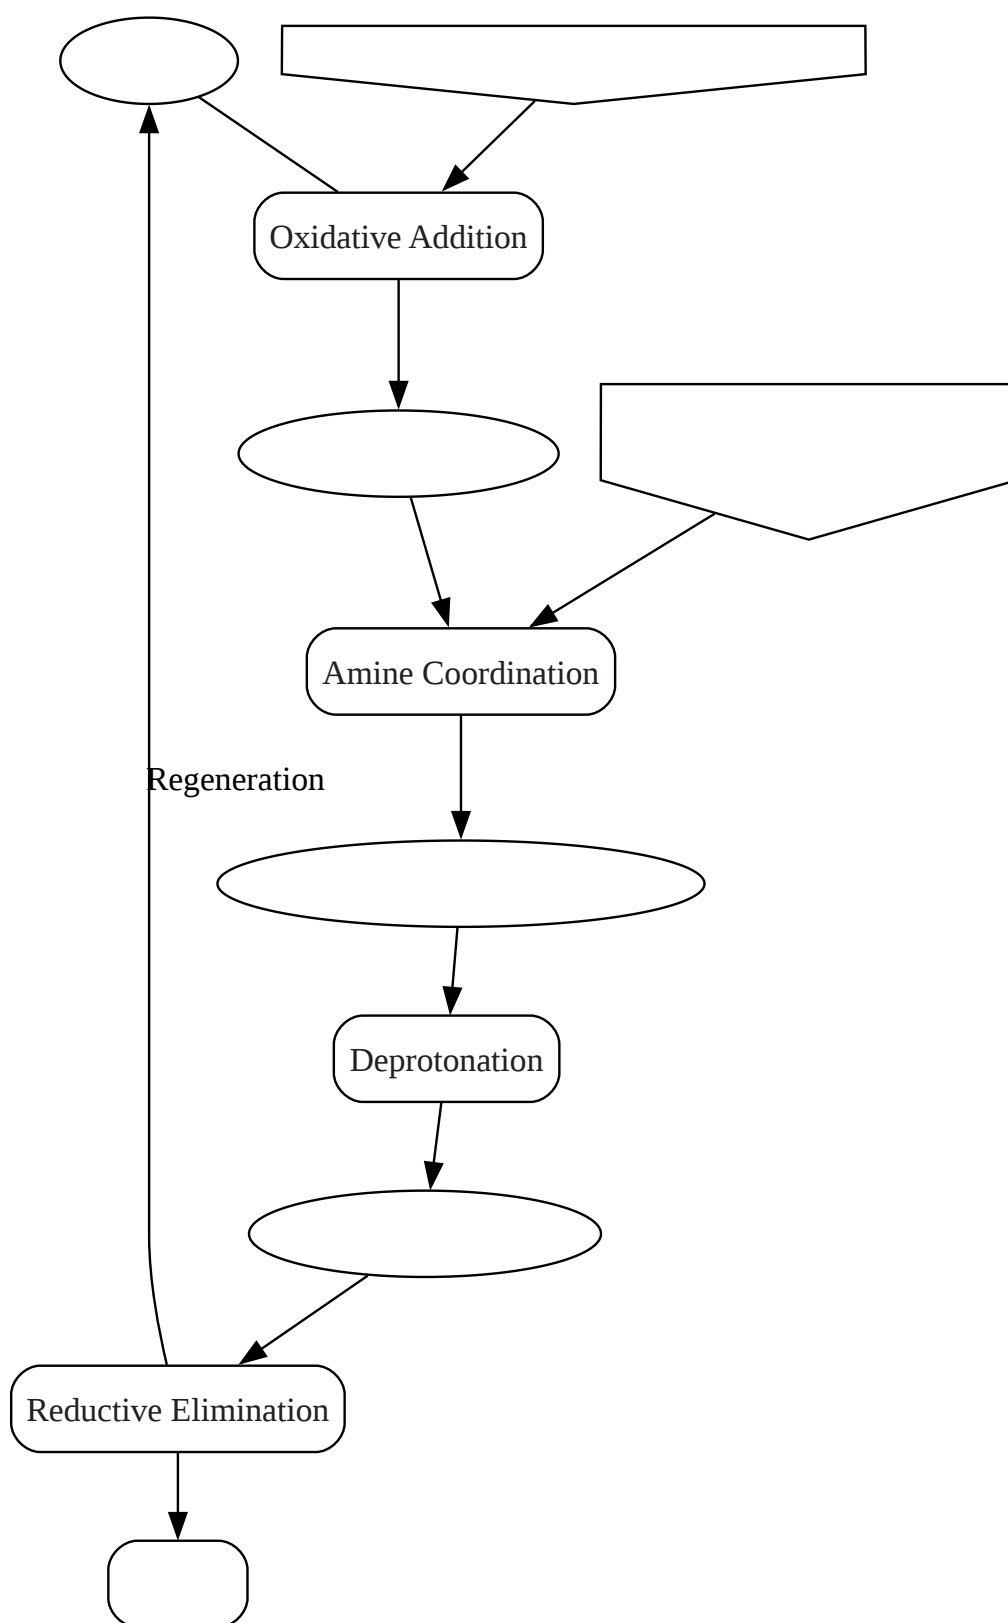 Oxidative Addition
Amine Coordination
Regeneration
Deprotonation
Reductive Elimination